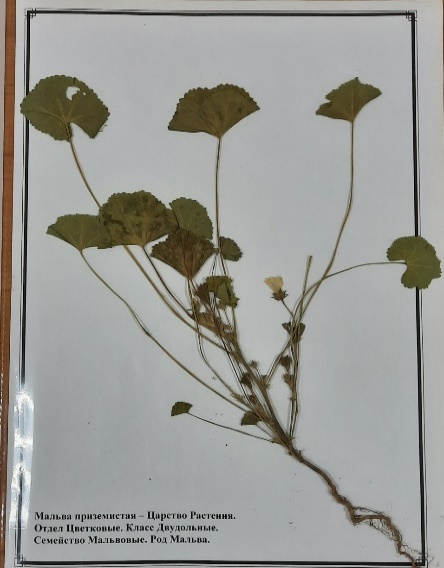 Мальва приземистая – Царство Растения.
Отдел Цветковые. Класс Двудольные.
Семейство Мальвовые. Род Мальва.